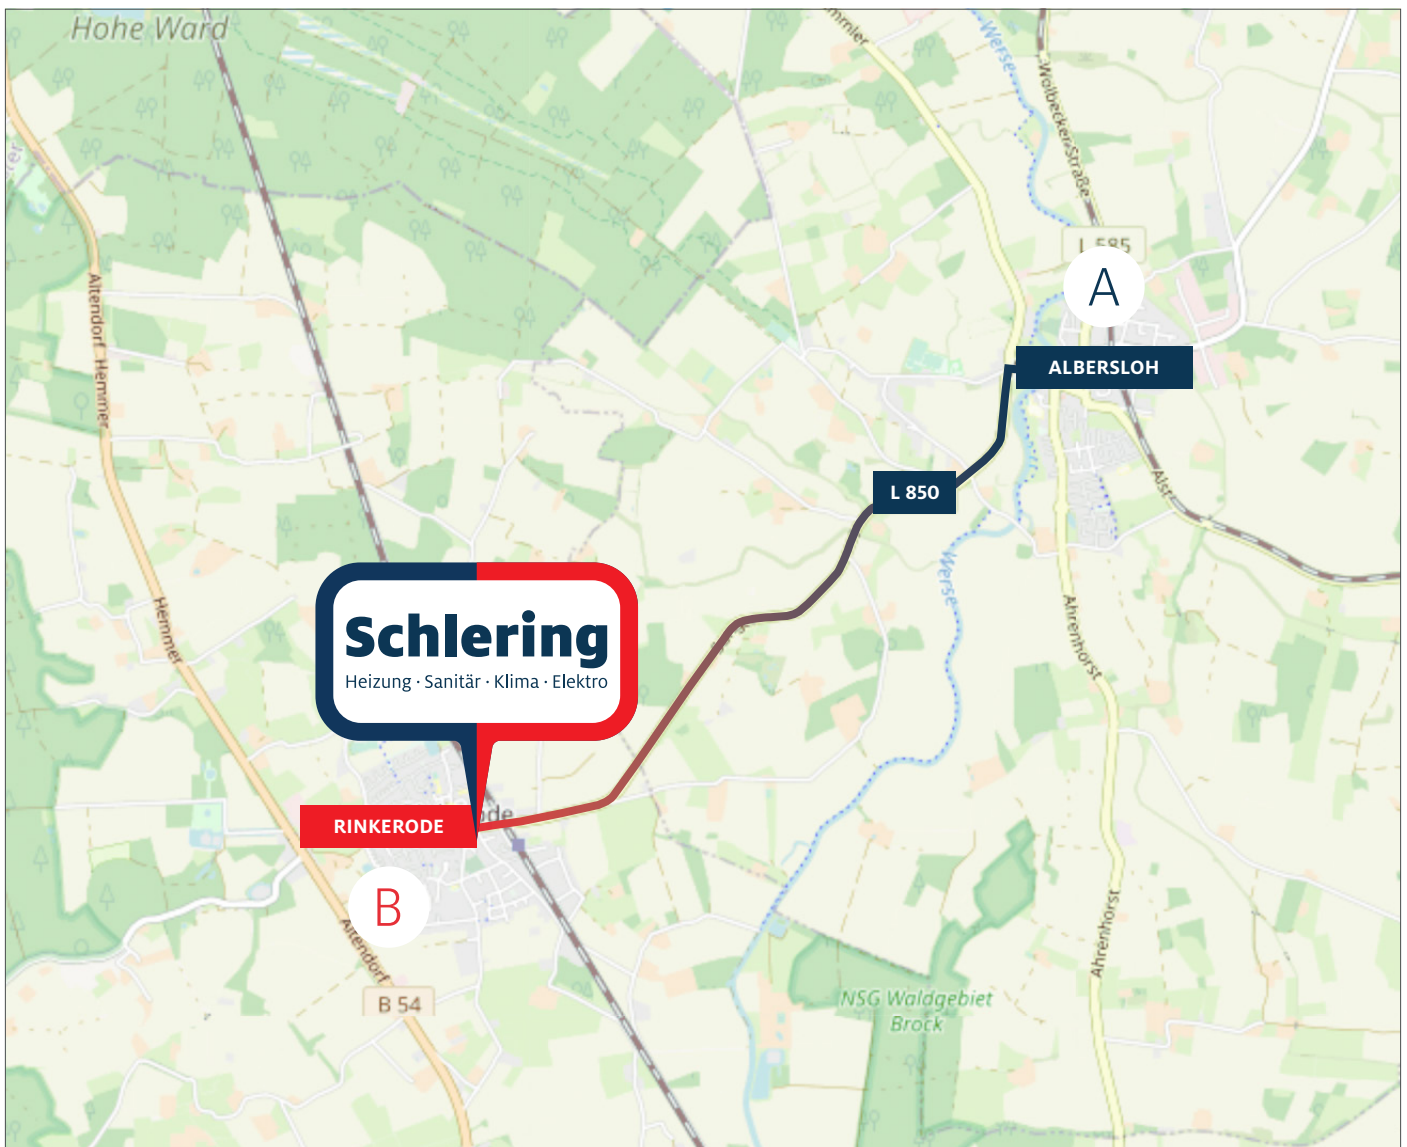 Hohe Ward
Werse
Wolbecker Straße
L 585
A
ALBERSLOH
Altendorf
Hemmer
L 850
Werse
Ahrenhorst
Hemmer
Schlering
Heizung · Sanitär · Klima · Elektro
RINKERODE
B
Altendorf
B 54
Ahrenhorst
NSG Waldgebiet
Brock